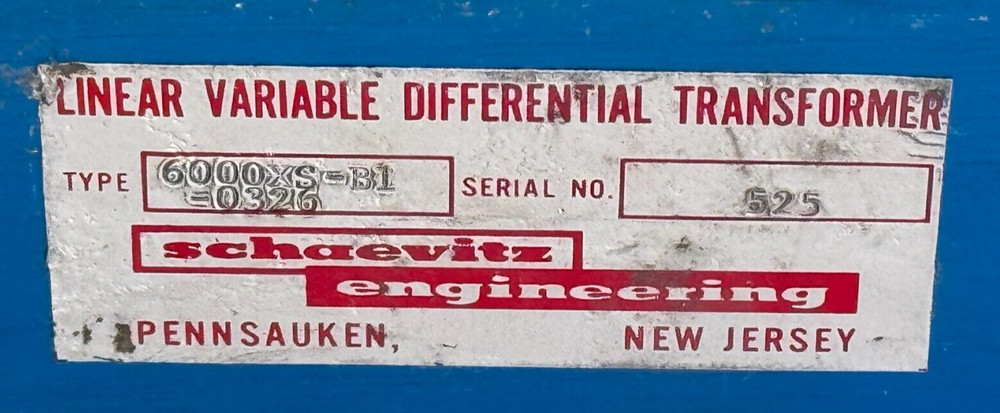 LINEAR VARIABLE DIFFERENTIAL TRANSFORMER
TYPE 6000XS-B1 SERIAL NO. 525
-0326
schaevitz
engineering
PENNSAUKEN, NEW JERSEY